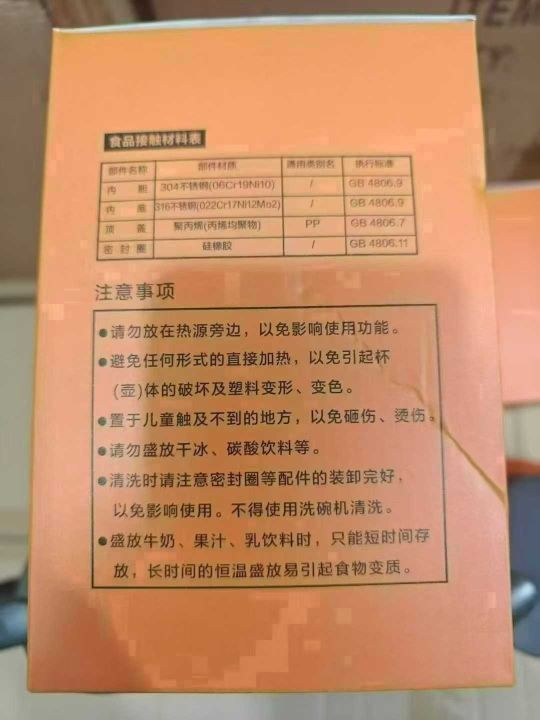 ITEM
食品接触材料表
部件名称 部件材质 通用类别名 执行标准
内胆 304不锈钢(06Cr19Ni10) / GB 4806.9
内底 316不锈钢(022Cr17Ni12Mo2) / GB 4806.9
顶盖 聚丙烯(丙烯均聚物) PP GB 4806.7
密封圈 硅橡胶 / GB 4806.11
注意事项
●请勿放在热源旁边，以免影响使用功能。
●避免任何形式的直接加热，以免引起杯
(壶)体的破坏及塑料变形、变色。
●置于儿童触及不到的地方，以免砸伤、烫伤。
●请勿盛放干冰、碳酸饮料等。
●清洗时请注意密封圈等配件的装卸完好，
以免影响使用。不得使用洗碗机清洗。
●盛放牛奶、果汁、乳饮料时，只能短时间存
放，长时间的恒温盛放易引起食物变质。